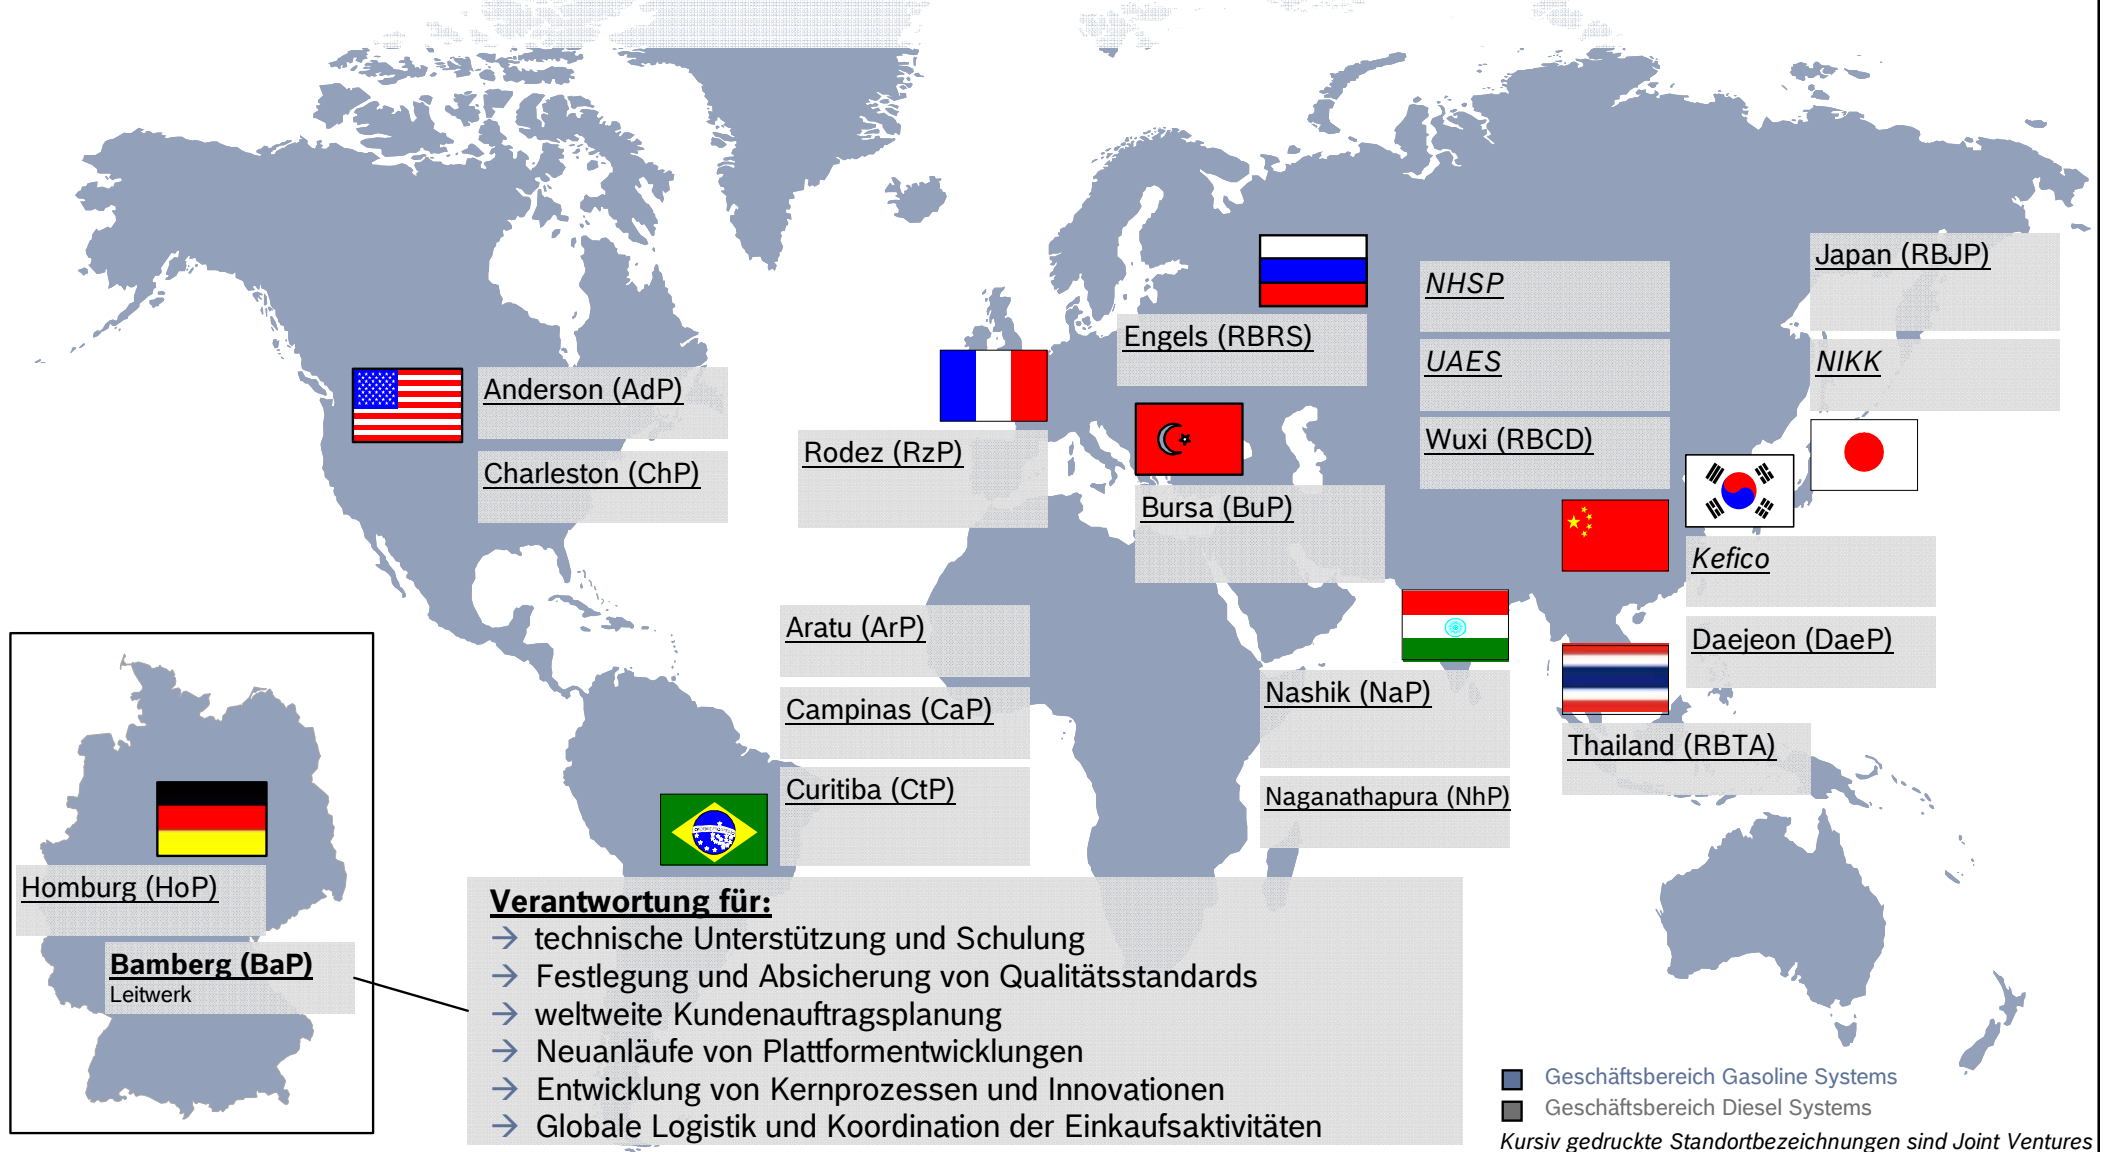 Japan (RBJP)
NHSP
Engels (RBRS)
UAES
NIKK
Anderson (AdP)
Wuxi (RBCD)
Rodez (RzP)
Charleston (ChP)
Bursa (BuP)
Kefico
Aratu (ArP)
Daejeon (DaeP)
Nashik (NaP)
Campinas (CaP)
Thailand (RBTA)
Curitiba (CtP)
Naganathapura (NhP)
Homburg (HoP)
Bamberg (BaP)
Leitwerk
Verantwortung für:
→ technische Unterstützung und Schulung
→ Festlegung und Absicherung von Qualitätsstandards
→ weltweite Kundenauftragsplanung
→ Neuanläufe von Plattformentwicklungen
→ Entwicklung von Kernprozessen und Innovationen
→ Globale Logistik und Koordination der Einkaufsaktivitäten
Geschäftsbereich Gasoline Systems
Geschäftsbereich Diesel Systems
Kursiv gedruckte Standortbezeichnungen sind Joint Ventures